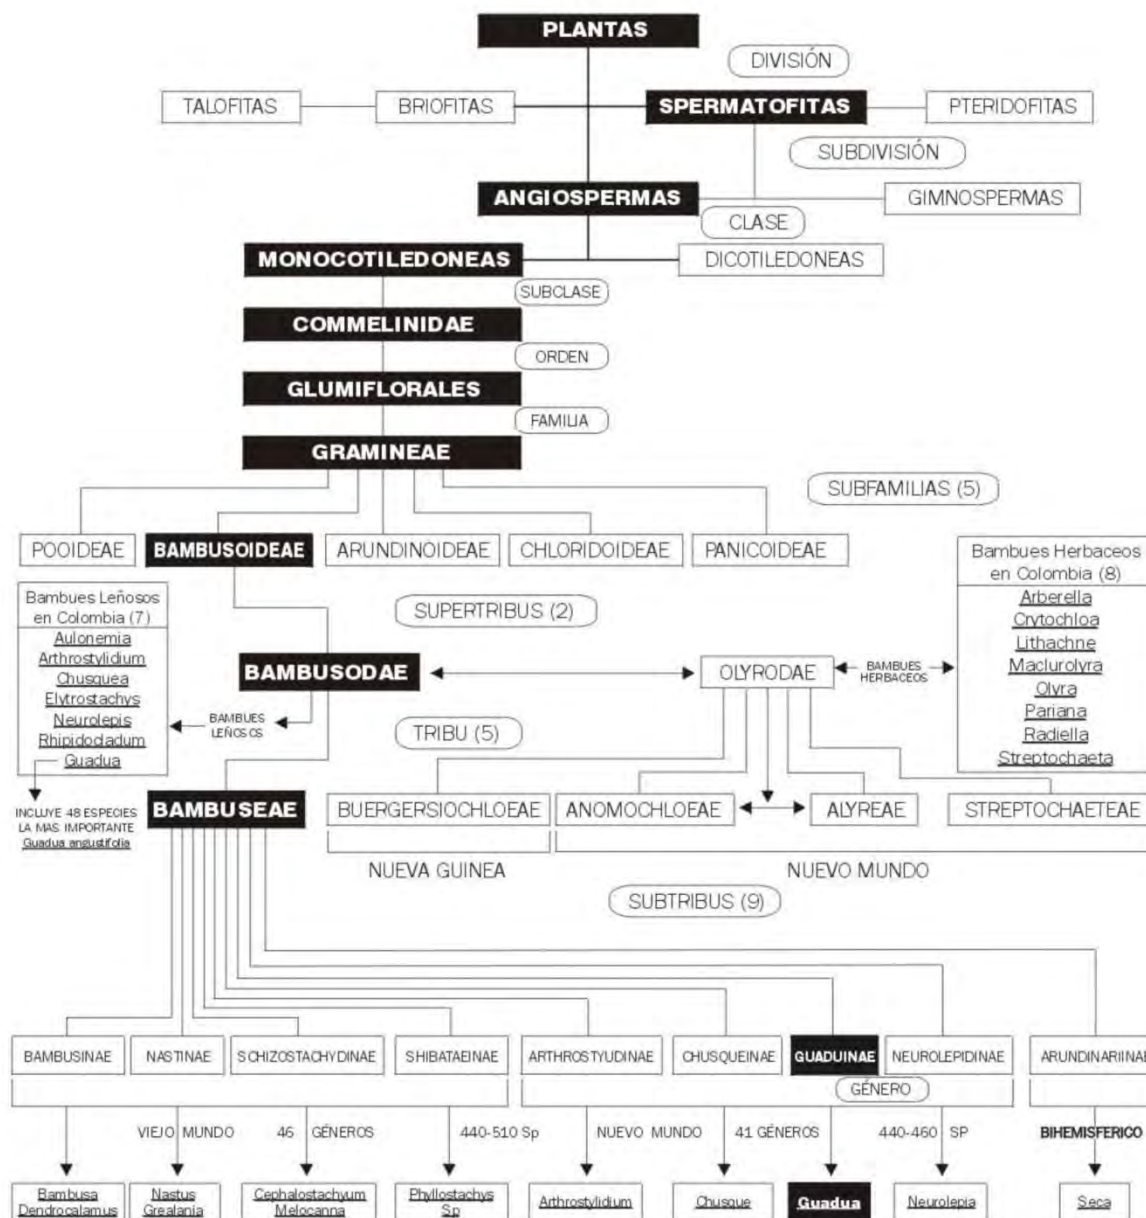 PLANTAS
DIVISIÓN
TALOFITAS
BRIOFITAS
SPERMATOFITAS
PTERIDOFITAS
SUBDIVISIÓN
ANGIOSPERMAS
GIMNOSPERMAS
CLASE
MONOCOTILEDONEAS
DICOTILEDONEAS
SUBCLASE
COMMELINIDAE
ORDEN
GLUMIFLORALES
FAMILIA
GRAMINEAE
SUBFAMILIAS (5)
POOIDEAE
BAMBUSOIDEAE
ARUNDINOIDEAE
CHLORIDOIDEAE
PANICOIDEAE
Bambues Herbaceos
en Colombia (8)
Arberella
Crytochloa
Lithachne
Maclurolyra
Olyra
Pariana
Radiella
Streptochaeta
Bambues Leñosos
en Colombia (7)
Aulonemia
Arthrostylidium
Chusquea
Elytrostachys
Neurolepis
Rhipidocladum
Guadua
SUPERTRIBUS (2)
BAMBUSODAE
OLYRODAE
BAMBUES
HERBACEOS
BAMBUES
LEÑOSOS
TRIBU (5)
INCLUYE 48 ESPECIES
LA MAS IMPORTANTE
Guadua angustifolia
BAMBUSEAE
BUERGERSIOCHLOEAE
ANOMOCHLOEAE
ALYREAE
STREPTOCHAETEAE
NUEVA GUINEA
NUEVO MUNDO
SUBTRIBUS (9)
BAMBUSINAE
NASTINAE
SCHIZOSTACHYDINAE
SHIBATAEINAE
ARTHROSTYUDINAE
CHUSQUEINAE
GUADUINAE
NEUROLEPIDINAE
ARUNDINARIINAE
GÉNERO
VIEJO MUNDO
46 GÉNEROS
440-510 Sp
NUEVO MUNDO
41 GÉNEROS
440-460 SP
BIHEMISFERICO
Bambusa
Dendrocalamus
Nastus
Grealania
Cephalostachyum
Melocanna
Phyllostachys
Sp
Arthrostylidium
Chusque
Guadua
Neurolepia
Seca